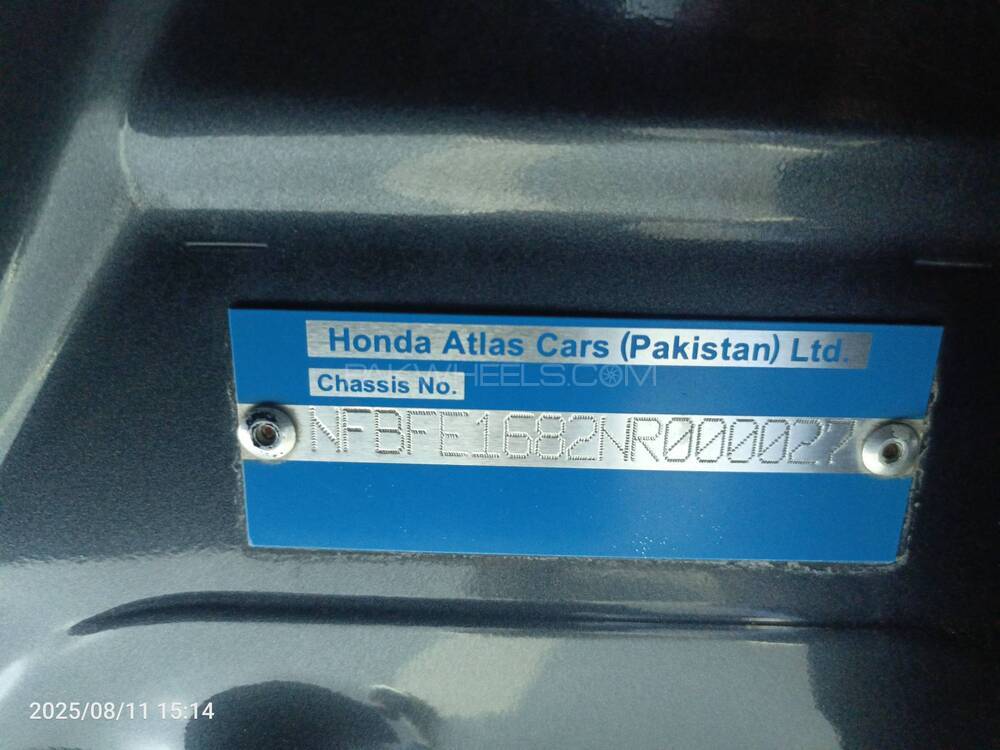 Honda Atlas Cars (Pakistan) Ltd.
PAKWHEELS.COM
Chassis No.
NFBFE1682NR000027
2025/08/11 15:14